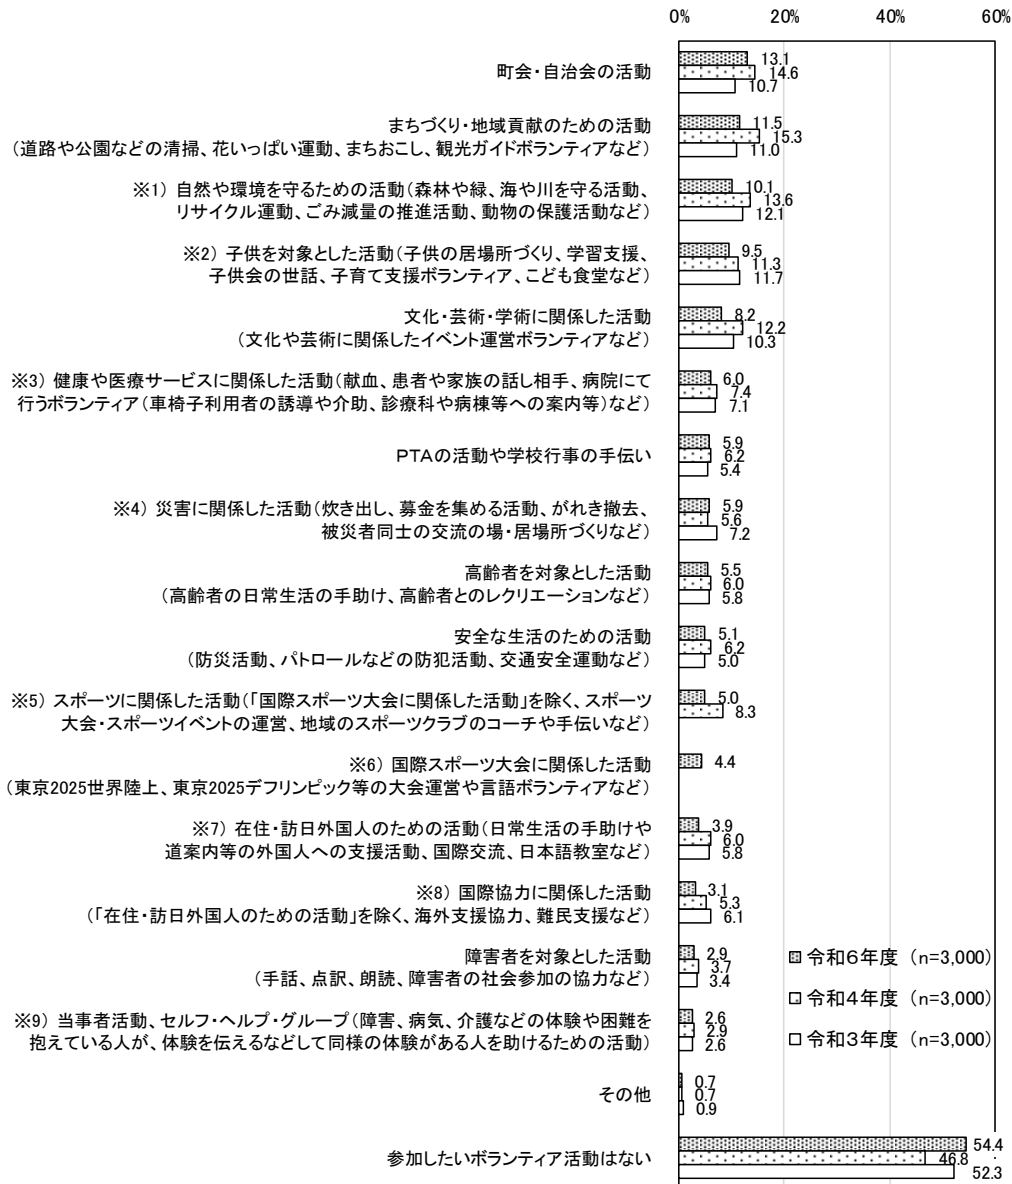 0% 20% 40% 60%
町会・自治会の活動
13.1
14.6
10.7
まちづくり・地域貢献のための活動
(道路や公園などの清掃、花いっぱい運動、まちおこし、観光ガイドボランティアなど)
11.5
15.3
11.0
※1) 自然や環境を守るための活動(森林や緑、海や川を守る活動、
リサイクル運動、ごみ減量の推進活動、動物の保護活動など)
10.1
13.6
12.1
※2) 子供を対象とした活動(子供の居場所づくり、学習支援、
子供会の世話、子育て支援ボランティア、こども食堂など)
9.5
11.3
11.7
文化・芸術・学術に関係した活動
(文化や芸術に関係したイベント運営ボランティアなど)
8.2
12.2
10.3
※3) 健康や医療サービスに関係した活動(献血、患者や家族の話し相手、病院にて
行うボランティア(車椅子利用者の誘導や介助、診療科や病棟等への案内等)など)
6.0
7.4
7.1
PTAの活動や学校行事の手伝い
5.9
6.2
5.4
※4) 災害に関係した活動(炊き出し、募金を集める活動、がれき撤去、
被災者同士の交流の場・居場所づくりなど)
5.9
5.6
7.2
高齢者を対象とした活動
(高齢者の日常生活の手助け、高齢者とのレクリエーションなど)
5.5
6.0
5.8
安全な生活のための活動
(防災活動、パトロールなどの防犯活動、交通安全運動など)
5.1
6.2
5.0
※5) スポーツに関係した活動(「国際スポーツ大会に関係した活動」を除く、スポーツ
大会・スポーツイベントの運営、地域のスポーツクラブのコーチや手伝いなど)
5.0
8.3
※6) 国際スポーツ大会に関係した活動
(東京2025世界陸上、東京2025デフリンピック等の大会運営や言語ボランティアなど)
4.4
※7) 在住・訪日外国人のための活動(日常生活の手助けや
道案内等の外国人への支援活動、国際交流、日本語教室など)
3.9
6.0
5.8
※8) 国際協力に関係した活動
(「在住・訪日外国人のための活動」を除く、海外支援協力、難民支援など)
3.1
5.3
6.1
障害者を対象とした活動
(手話、点訳、朗読、障害者の社会参加の協力など)
2.9
3.7
3.4
令和6年度 (n=3,000)
令和4年度 (n=3,000)
令和3年度 (n=3,000)
※9) 当事者活動、セルフ・ヘルプ・グループ(障害、病気、介護などの体験や困難を
抱えている人が、体験を伝えるなどして同様の体験がある人を助けるための活動)
2.6
2.9
2.6
その他
0.7
0.7
0.9
参加したいボランティア活動はない
54.4
46.8
52.3